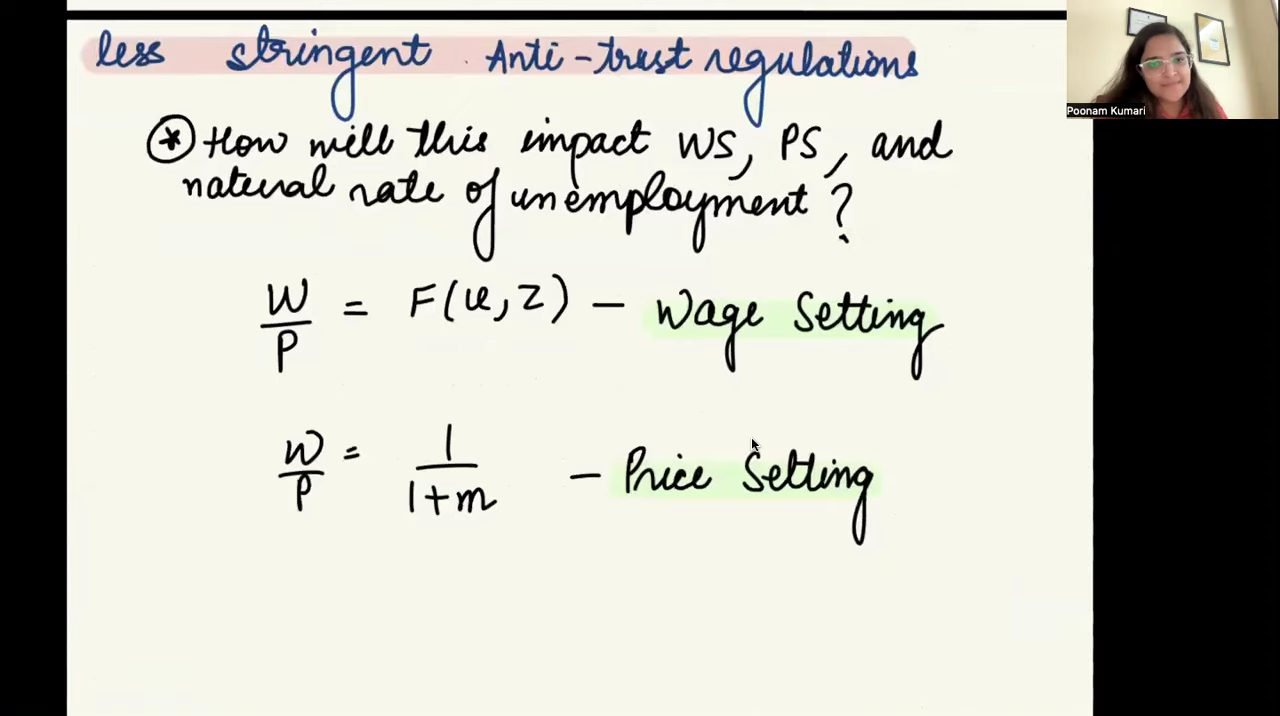 less stringent Anti-trust regulations
Poonam Kumari
* How will this impact WS, PS, and
natural rate of unemployment?
W/P = F(u, z) - Wage Setting
W/P = 1/1+m - Price Setting